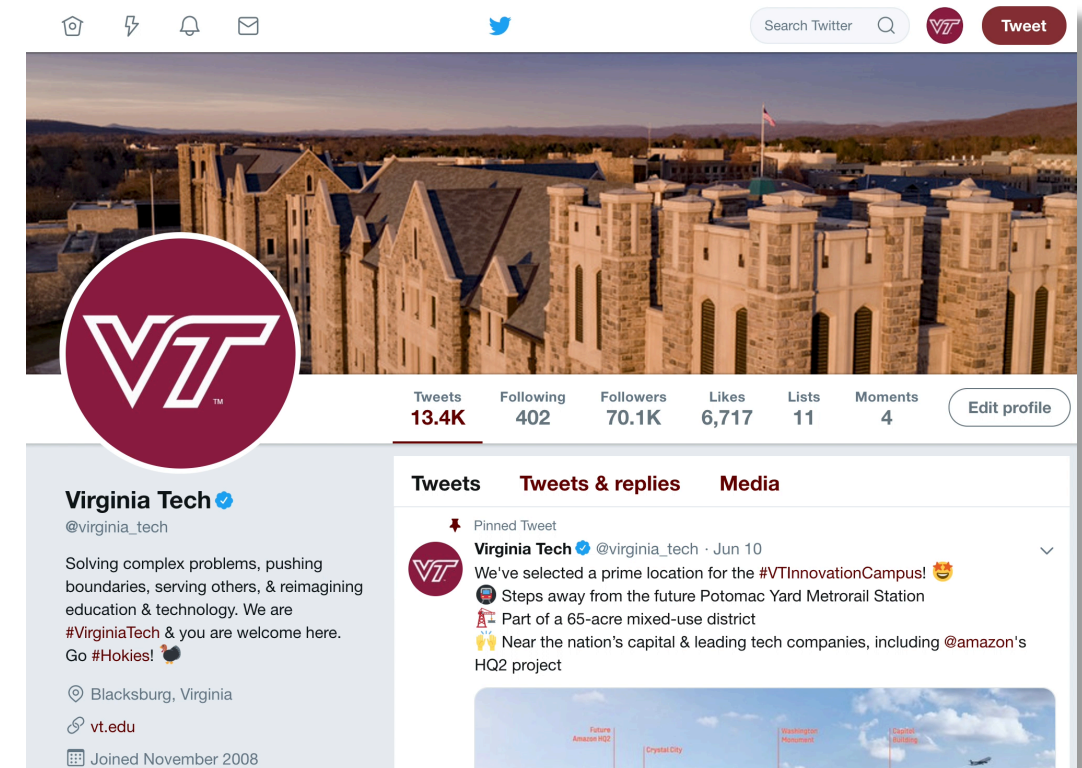 Search Twitter
VT
Tweet
VT
TM
Tweets
13.4K
Following
402
Followers
70.1K
Likes
6,717
Lists
11
Moments
4
Edit profile
Virginia Tech
@virginia_tech
Solving complex problems, pushing
boundaries, serving others, & reimagining
education & technology. We are
#VirginiaTech & you are welcome here.
Go #Hokies! 🦃
Blacksburg, Virginia
vt.edu
Joined November 2008
Tweets
Tweets & replies
Media
Pinned Tweet
VT
Virginia Tech @virginia_tech · Jun 10
We've selected a prime location for the #VTInnovationCampus! 🤩
🚇 Steps away from the future Potomac Yard Metrorail Station
🏗 Part of a 65-acre mixed-use district
🙌 Near the nation's capital & leading tech companies, including @amazon's
HQ2 project
Future
Amazon HQ2
Crystal City
Washington
Monument
Capital
Building